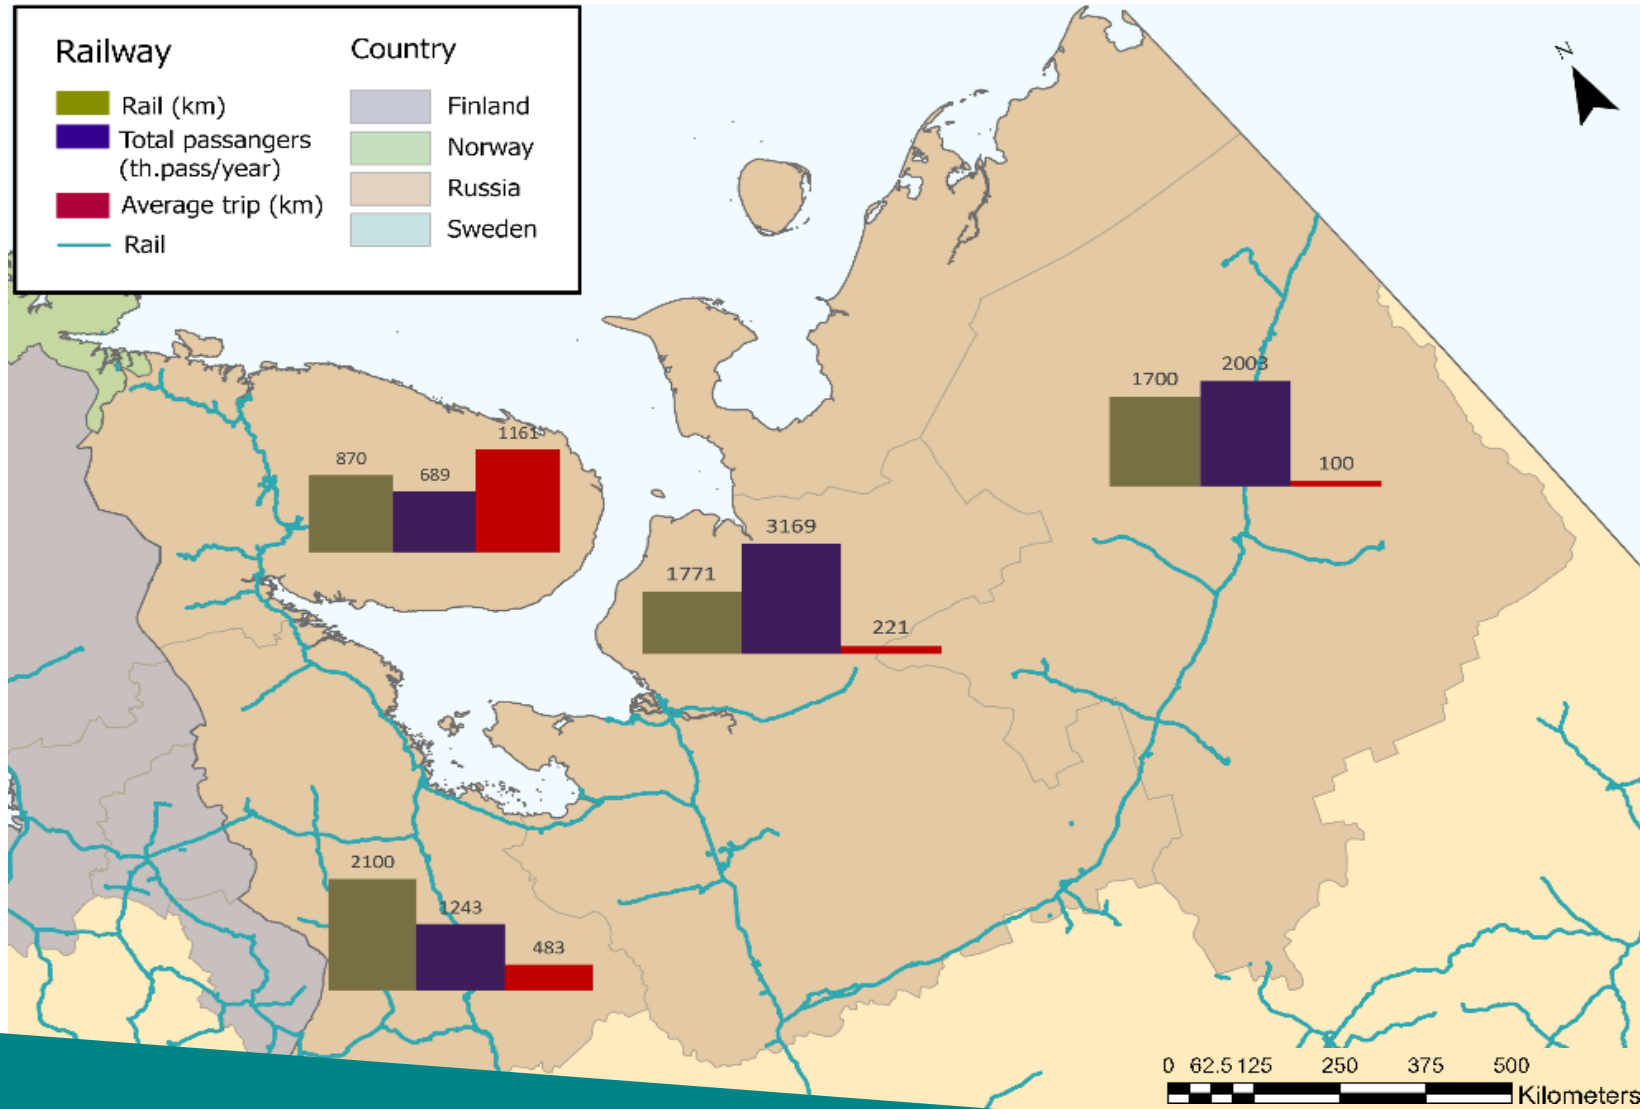 Railway
Rail (km)
Total passangers
(th.pass/year)
Average trip (km)
Rail
Country
Finland
Norway
Russia
Sweden
N
2003
1700
100
1161
870
689
3169
1771
221
2100
1243
483
0 62.5 125 250 375 500
Kilometers